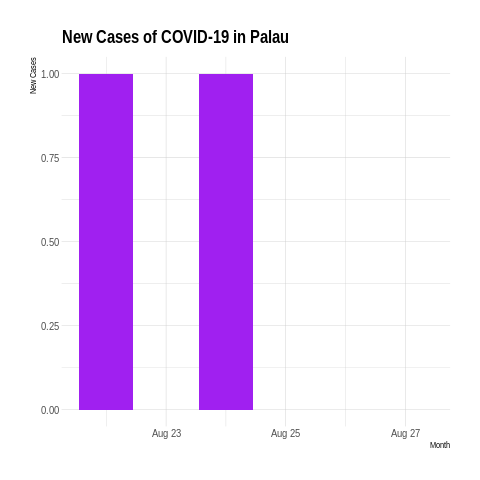 New Cases of COVID-19 in Palau
New Cases
1.00
0.75
0.50
0.25
0.00
Aug 23 Aug 25 Aug 27
Month